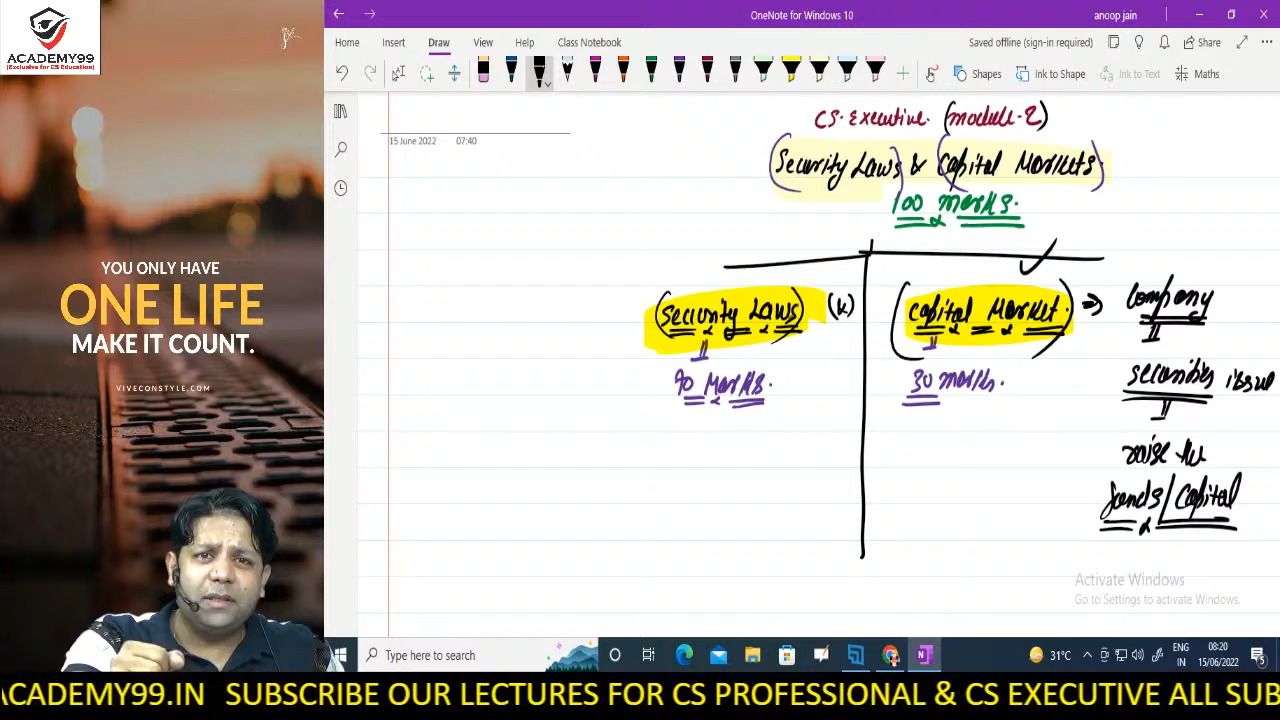 ACADEMY99
(Exclusive for CS Education)
YOU ONLY HAVE
ONE LIFE
MAKE IT COUNT.
VIVECONSTYLE.COM
OneNote for Windows 10
anoop jain
Home Insert Draw View Help Class Notebook
Saved offline (sign-in required)
Share
Shapes
Ink to Shape
Ink to Text
Maths
15 June 2022 07:40
CS-Executive (module-2)
(Security Laws) & (Capital Markets)
100 marks.
(Security Laws) (k)
70 Marks.
(Capital Market.) ⇒ Company
30 marks.
securities issue
raise the
funds/Capital
Activate Windows
Go to Settings to activate Windows.
Type here to search
31°C
ENG
IN
08:20
15/06/2022
5
ACADEMY99.IN SUBSCRIBE OUR LECTURES FOR CS PROFESSIONAL & CS EXECUTIVE ALL SUB